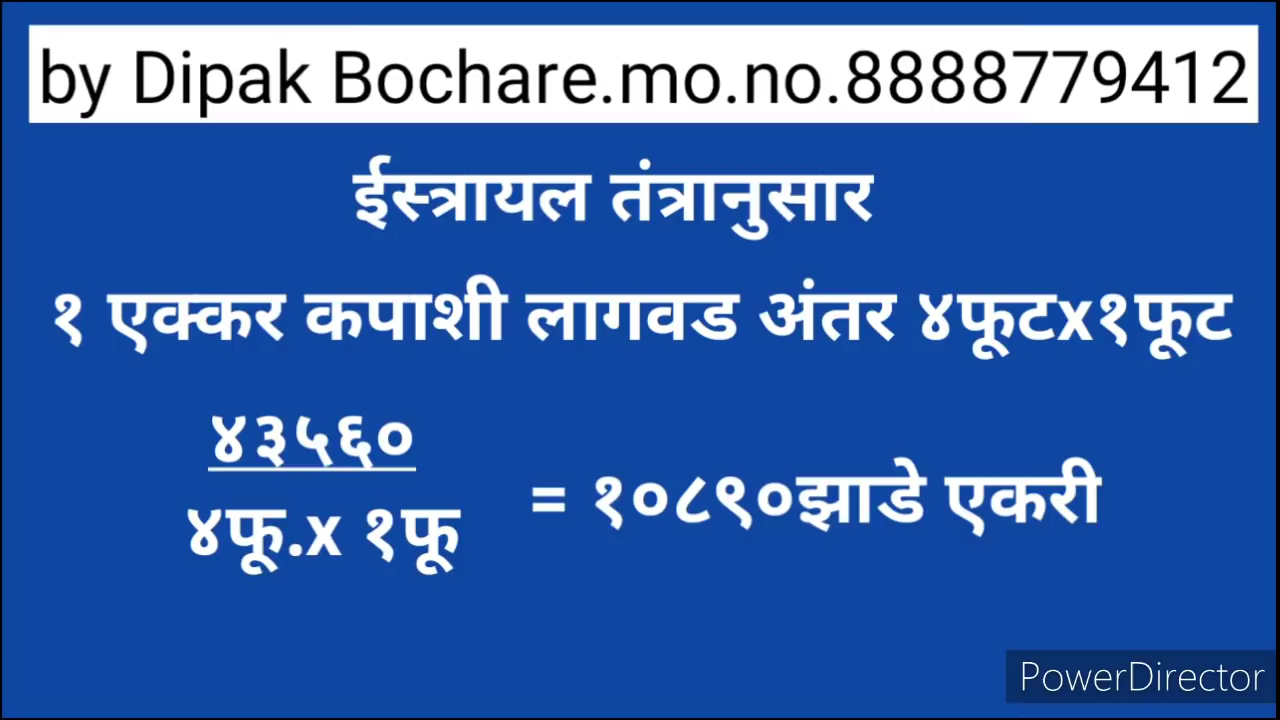 by Dipak Bochare.mo.no.8888779412
ईस्त्रायल तंत्रानुसार
१ एक्कर कपाशी लागवड अंतर ४फूटx१फूट
४३५६०
४फू.x १फू
= १०८९०झाडे एकरी
PowerDirector